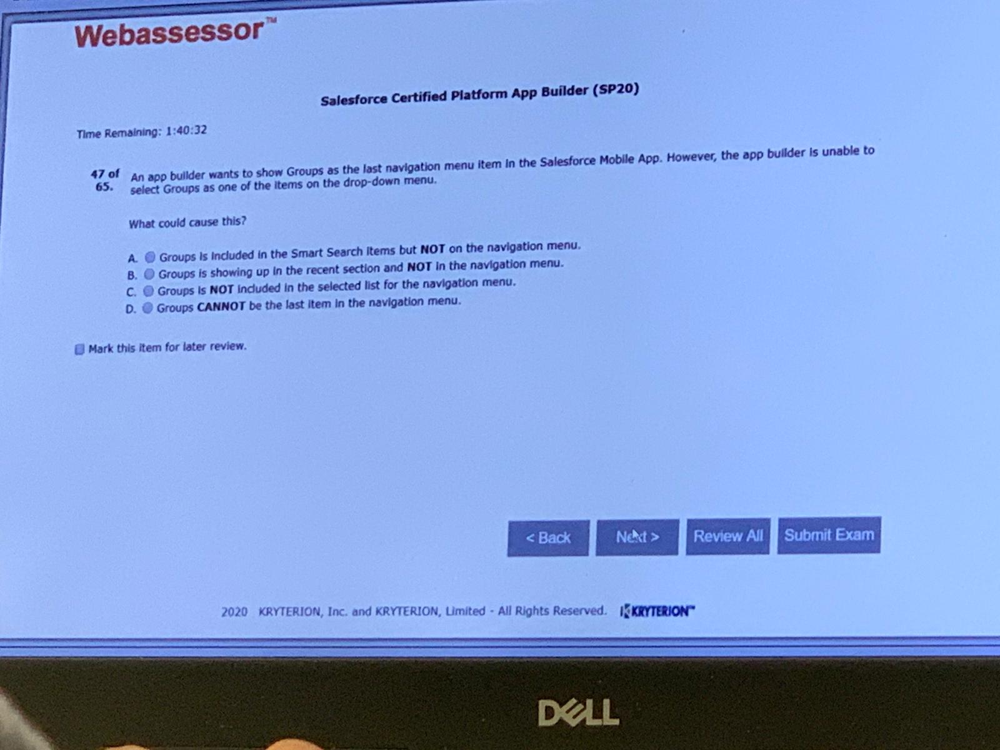 Webassessor™
Salesforce Certified Platform App Builder (SP20)
Time Remaining: 1:40:32
47 of 65. An app builder wants to show Groups as the last navigation menu item in the Salesforce Mobile App. However, the app builder is unable to
select Groups as one of the items on the drop-down menu.
What could cause this?
A. Groups is included in the Smart Search Items but NOT on the navigation menu.
B. Groups is showing up in the recent section and NOT in the navigation menu.
C. Groups is NOT included in the selected list for the navigation menu.
D. Groups CANNOT be the last item in the navigation menu.
Mark this item for later review.
< Back Next > Review All Submit Exam
2020 KRYTERION, Inc. and KRYTERION, Limited - All Rights Reserved. KRYTERION™
DELL